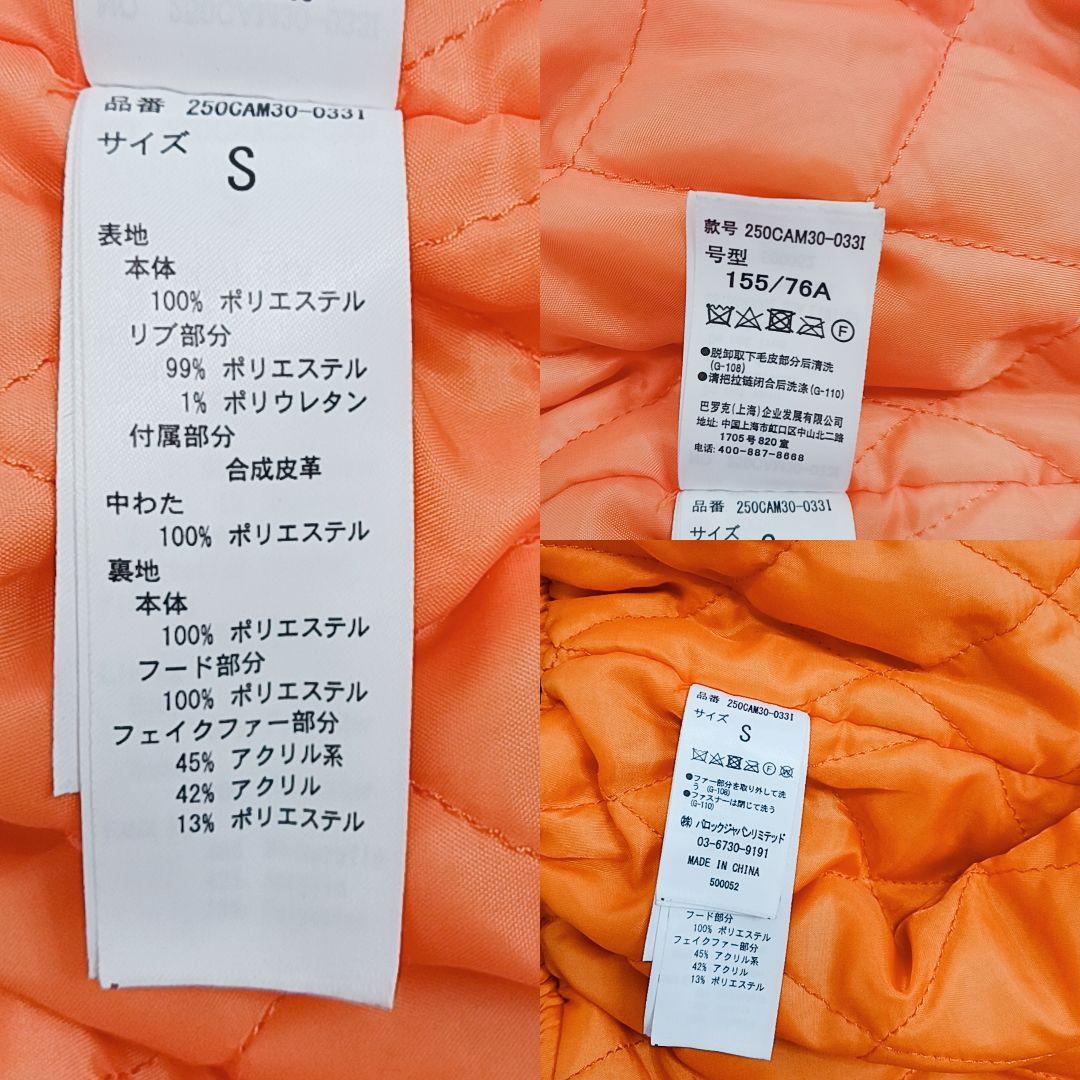 品番 250CAM30-033I
サイズ
S
表地
本体
100% ポリエステル
リブ部分
99% ポリエステル
1% ポリウレタン
付属部分
合成皮革
中わた
100% ポリエステル
裏地
本体
100% ポリエステル
フード部分
100% ポリエステル
フェイクファー部分
45% アクリル系
42% アクリル
13% ポリエステル
款号 250CAM30-033I
号型
155/76A
F
●脱卸取下毛皮部分后清洗
(G-108)
●请把拉链闭合后洗涤(G-110)
巴罗克(上海)企业发展有限公司
地址: 中国上海市虹口区中山北二路
1705号820室
电话: 400-887-8668
品番 250CAM30-033I
サイズ
品番 250CAM30-033I
サイズ
S
F
●ファー部分を取り外して洗
う (G-108)
●ファスナーは閉じて洗う
(G-110)
(株) バロックジャパンリミテッド
03-6730-9191
MADE IN CHINA
500052
フード部分
100% ポリエステル
フェイクファー部分
45% アクリル系
42% アクリル
13% ポリエステル